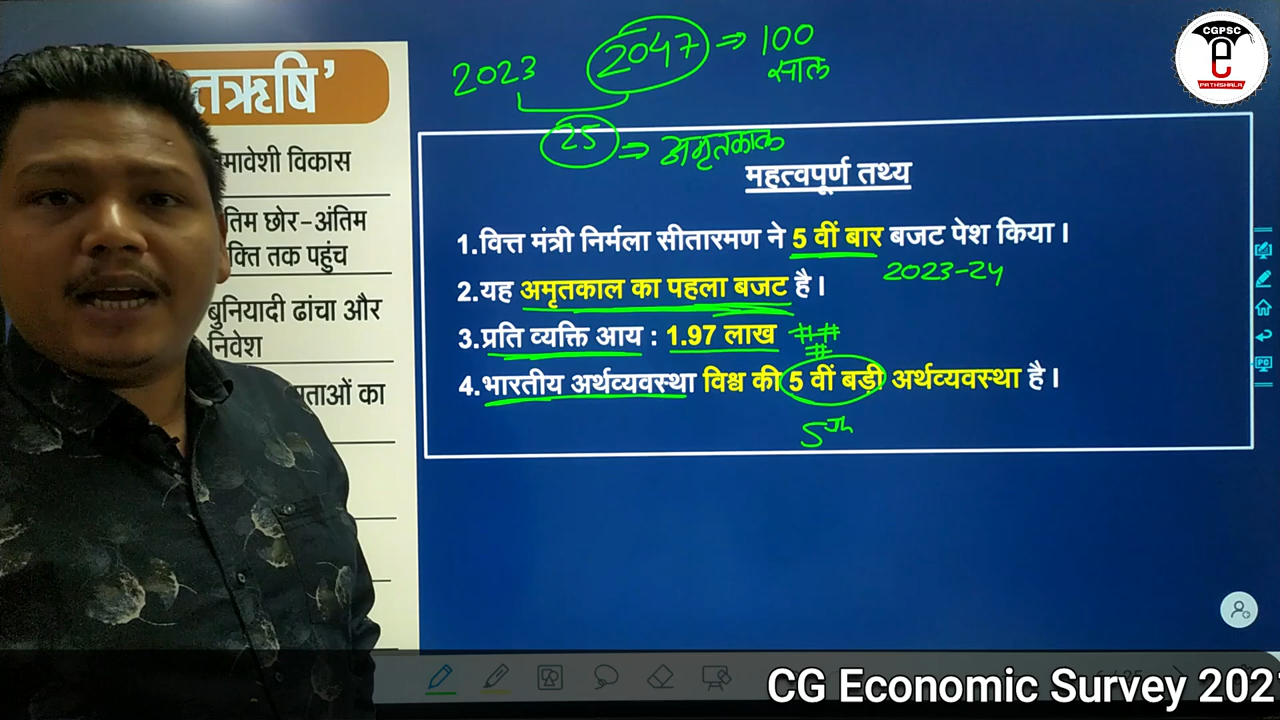 CGPSC
e
PATHSHALA
2023 2047 ⇒ 100
साल
25 ⇒ अमृतकाल
तऋषि'
मावेशी विकास
तिम छोर-अंतिम
क्ति तक पहुंच
बुनियादी ढांचा और
निवेश
ताओं का
महत्वपूर्ण तथ्य
1.वित्त मंत्री निर्मला सीतारमण ने 5 वीं बार बजट पेश किया ।
2023-24
2.यह अमृतकाल का पहला बजट है ।
3.प्रति व्यक्ति आय : 1.97 लाख
4.भारतीय अर्थव्यवस्था विश्व की 5 वीं बड़ी अर्थव्यवस्था है ।
5th
CG Economic Survey 202